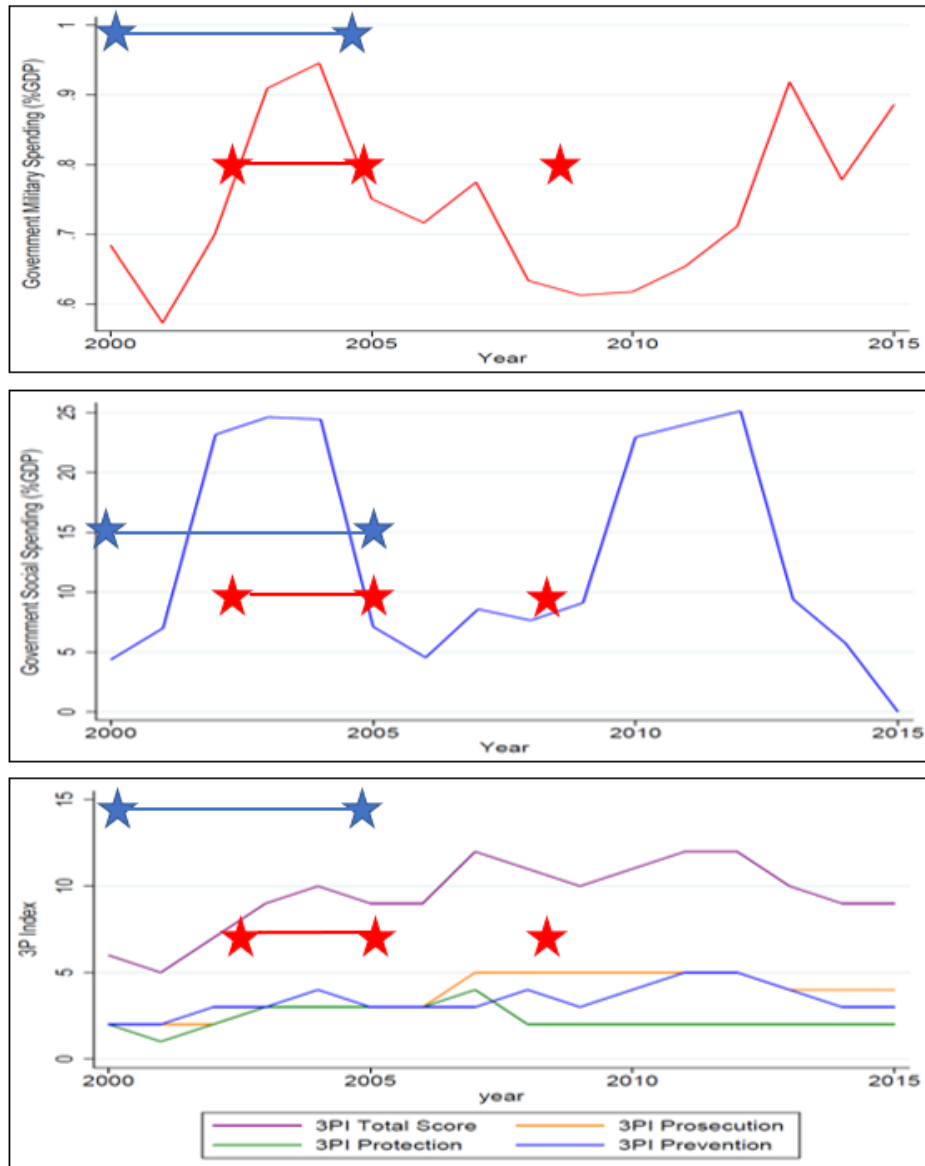 Government Military Spending (%GDP)
1
.9
.8
.7
.6
2000 2005 2010 2015
Year
Government Social Spending (%GDP)
25
20
15
10
5
0
2000 2005 2010 2015
Year
3P Index
15
10
5
0
2000 2005 2010 2015
year
3PI Total Score 3PI Prosecution
3PI Protection 3PI Prevention